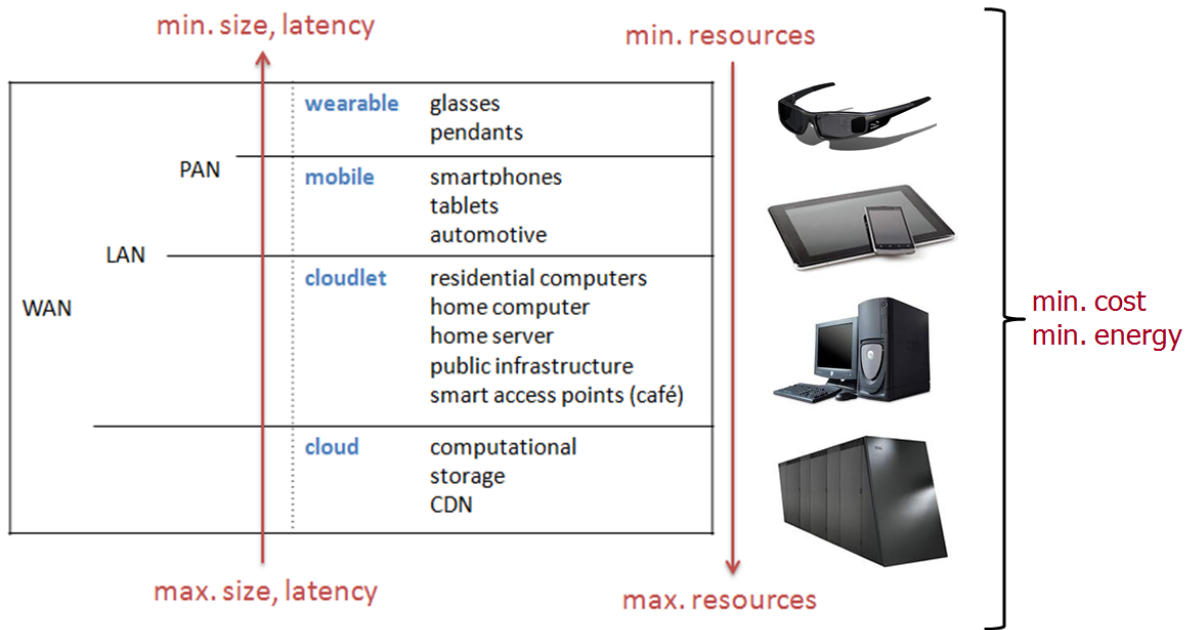 min. size, latency
min. resources
wearable glasses
pendants
PAN
mobile smartphones
tablets
automotive
LAN
cloudlet residential computers
home computer
WAN
home server
public infrastructure
smart access points (café)
min. cost
min. energy
cloud computational
storage
CDN
max. size, latency
max. resources